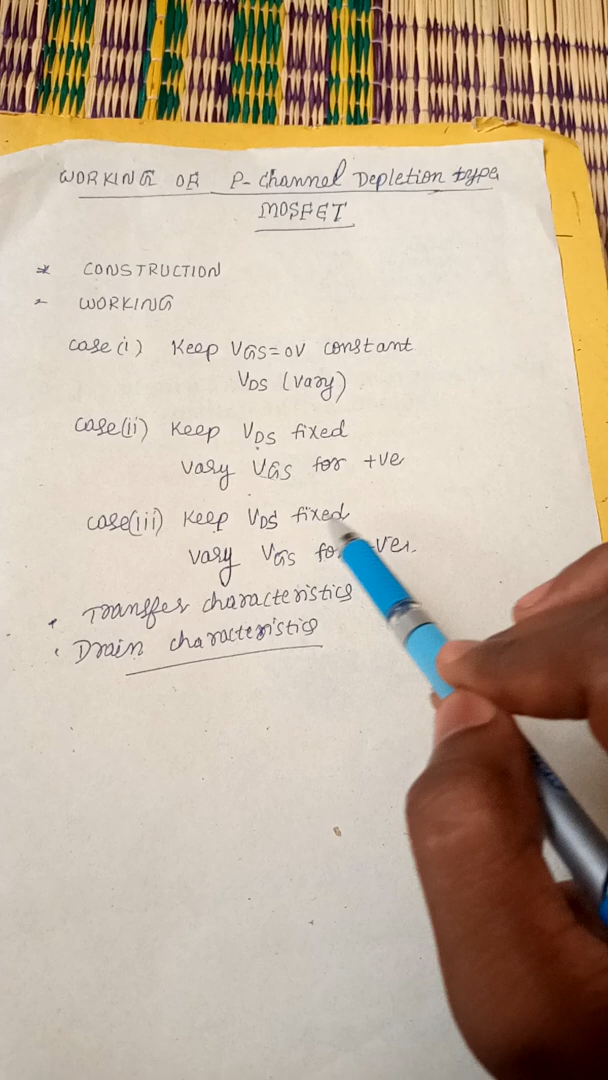 WORKING OF P-channel Depletion type
MOSFET
* CONSTRUCTION
- WORKING
case(i) Keep VGS=0V constant
VDS (vary)
case(ii) Keep VDS fixed
vary VGS for +ve
case(iii) Keep VDS fixed
vary VGS
• Transfer characteristics
• Drain characteristics